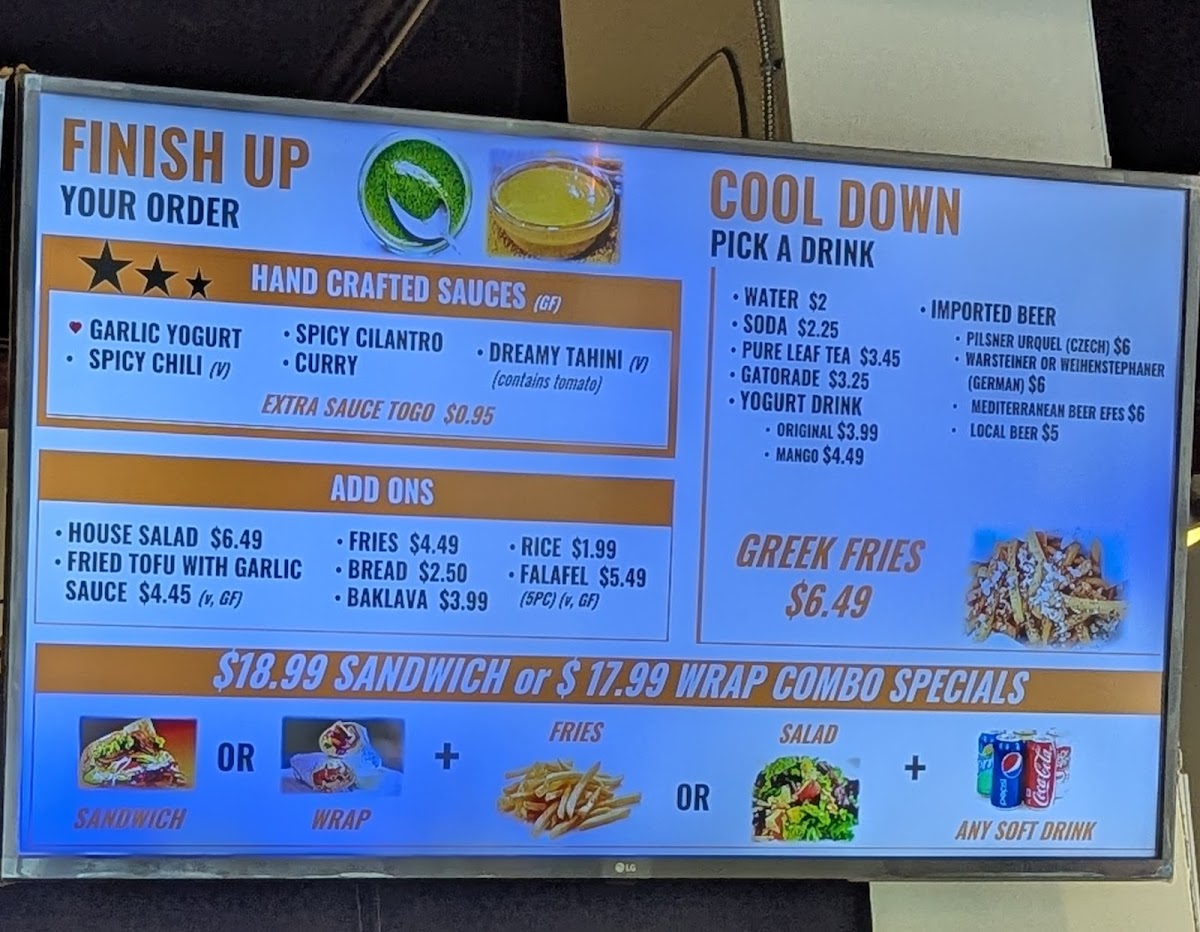 FINISH UP
YOUR ORDER
HAND CRAFTED SAUCES (GF)
GARLIC YOGURT
• SPICY CHILI (V)
• SPICY CILANTRO
• CURRY
• DREAMY TAHINI (V)
(contains tomato)
EXTRA SAUCE TOGO $0.95
ADD ONS
• HOUSE SALAD $6.49
• FRIED TOFU WITH GARLIC
SAUCE $4.45 (v, GF)
• FRIES $4.49
• BREAD $2.50
• BAKLAVA $3.99
• RICE $1.99
• FALAFEL $5.49
(5PC) (v, GF)
COOL DOWN
PICK A DRINK
• WATER $2
• SODA $2.25
• PURE LEAF TEA $3.45
• GATORADE $3.25
• YOGURT DRINK
• ORIGINAL $3.99
• MANGO $4.49
• IMPORTED BEER
• PILSNER URQUEL (CZECH) $6
• WARSTEINER OR WEIHENSTEPHANER
(GERMAN) $6
• MEDITERRANEAN BEER EFES $6
• LOCAL BEER $5
GREEK FRIES
$6.49
$18.99 SANDWICH or $ 17.99 WRAP COMBO SPECIALS
SANDWICH
OR
WRAP
+
FRIES
OR
SALAD
+
pepsi
Coca-Cola
ANY SOFT DRINK
LG